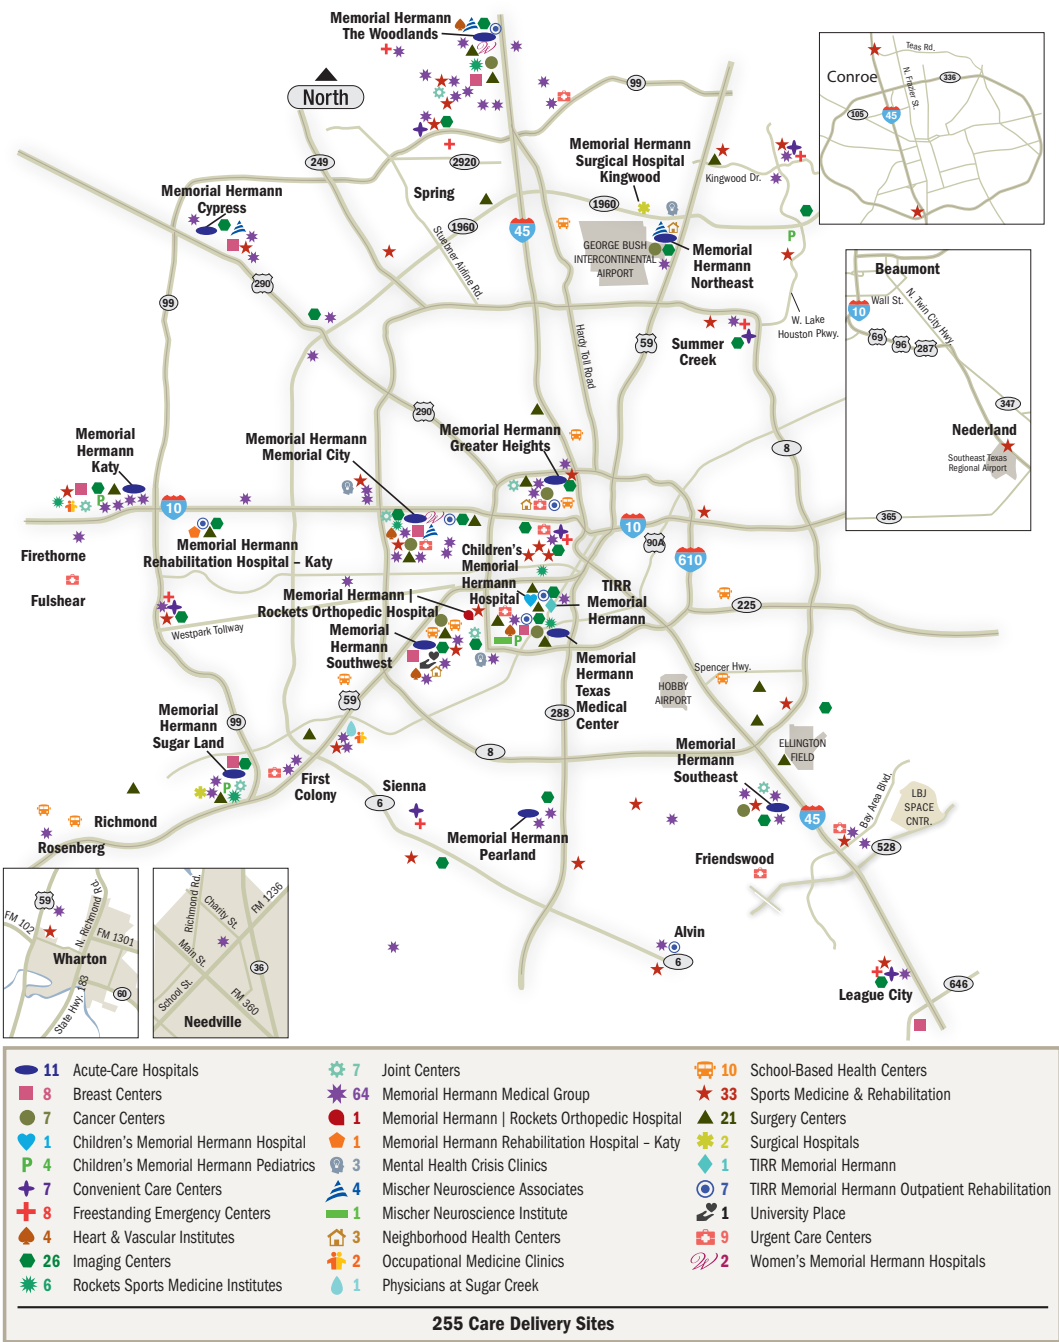 Memorial Hermann
The Woodlands
North
99
249
2920
Spring
1960
Stuebner Airline Rd.
45
Memorial Hermann
Surgical Hospital
Kingwood
1960
Kingwood Dr.
GEORGE BUSH
INTERCONTINENTAL
AIRPORT
Memorial
Hermann
Northeast
P
W. Lake
Houston Pkwy.
Conroe
Teas Rd.
N. Frazier St.
336
105
45
Beaumont
Wall St.
10
N. Twin City Hwy.
69
96
287
347
Nederland
Southeast Texas
Regional Airport
365
Memorial Hermann
Cypress
290
99
Hardy Toll Road
59
Summer
Creek
290
8
Memorial
Hermann
Katy
P
10
Firethorne
Fulshear
Memorial Hermann
Rehabilitation Hospital – Katy
Westpark Tollway
Memorial Hermann
Memorial City
W
Memorial Hermann
Greater Heights
10
90A
610
Children's
Memorial
Hermann
Hospital
TIRR
Memorial
Hermann
225
Memorial Hermann |
Rockets Orthopedic Hospital
Memorial
Hermann
Southwest
P
Memorial
Hermann
Texas
Medical
Center
59
288
Spencer Hwy.
HOBBY
AIRPORT
ELLINGTON
FIELD
Memorial
Hermann
Sugar Land
99
P
First
Colony
8
Sienna
6
Memorial Hermann
Pearland
Memorial
Hermann
Southeast
45
Bay Area Blvd.
LBJ
SPACE
CNTR.
528
Friendswood
Richmond
Rosenberg
Alvin
6
League City
646
59
FM 102
N. Richmond Rd.
FM 1301
Wharton
State Hwy. 183
60
Richmond Rd.
Charity St.
FM 1236
Main St.
School St.
36
FM 360
Needville
11 Acute-Care Hospitals
8 Breast Centers
7 Cancer Centers
1 Children's Memorial Hermann Hospital
P 4 Children's Memorial Hermann Pediatrics
7 Convenient Care Centers
8 Freestanding Emergency Centers
4 Heart & Vascular Institutes
26 Imaging Centers
6 Rockets Sports Medicine Institutes
7 Joint Centers
64 Memorial Hermann Medical Group
1 Memorial Hermann | Rockets Orthopedic Hospital
1 Memorial Hermann Rehabilitation Hospital – Katy
3 Mental Health Crisis Clinics
4 Mischer Neuroscience Associates
1 Mischer Neuroscience Institute
3 Neighborhood Health Centers
2 Occupational Medicine Clinics
1 Physicians at Sugar Creek
10 School-Based Health Centers
33 Sports Medicine & Rehabilitation
21 Surgery Centers
2 Surgical Hospitals
1 TIRR Memorial Hermann
7 TIRR Memorial Hermann Outpatient Rehabilitation
1 University Place
9 Urgent Care Centers
W 2 Women's Memorial Hermann Hospitals
255 Care Delivery Sites